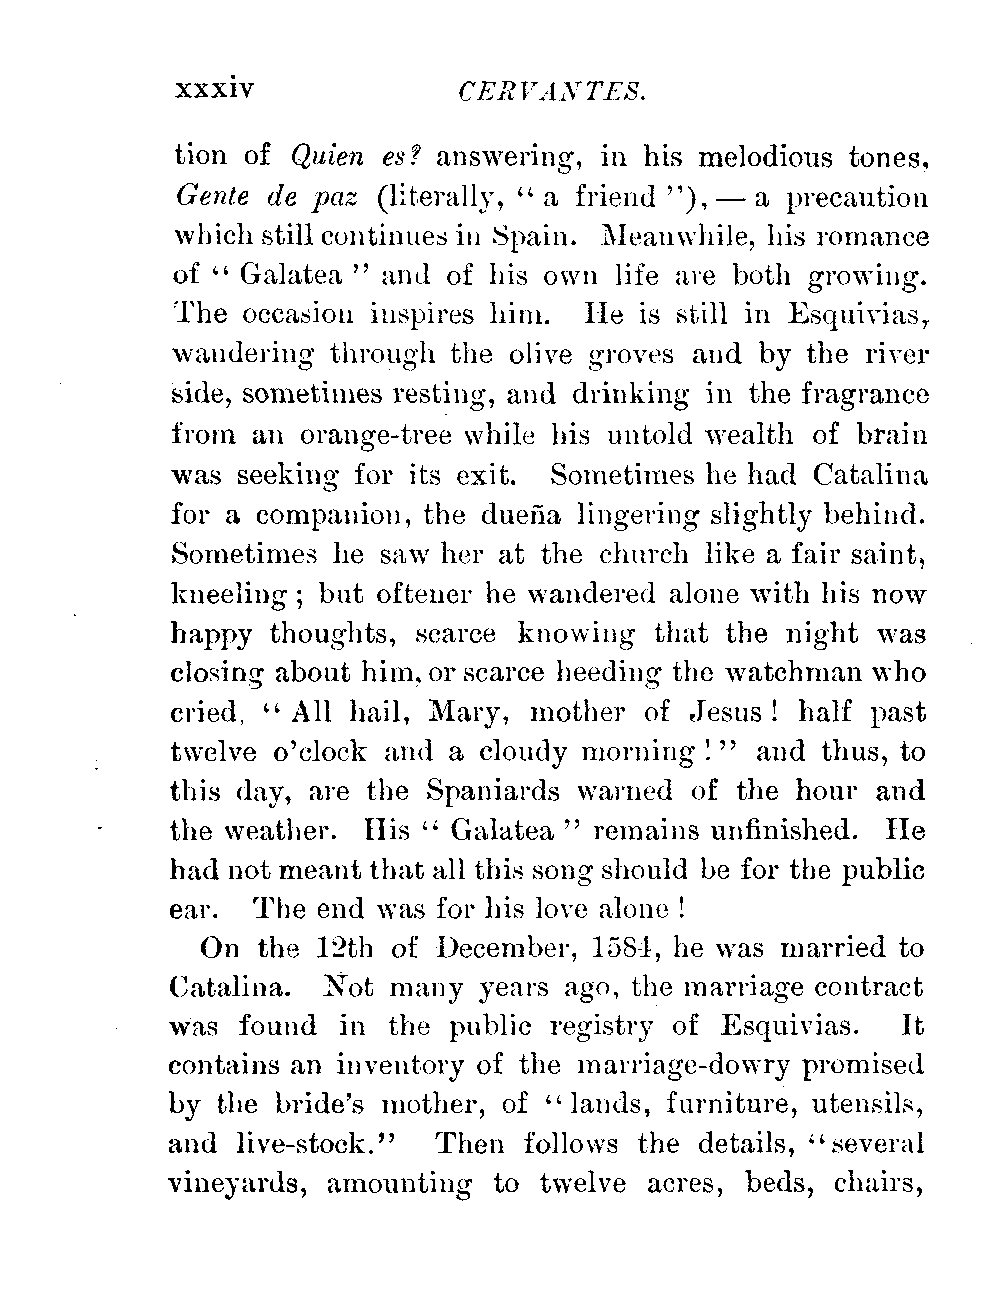 xxxiv CERVANTES.
tion of Quien es? answering, in his melodious tones,
Gente de paz (literally, “ a friend ”), — a precaution
which still continues in Spain. Meanwhile, his romance
of “ Galatea ” and of his own life are both growing.
The occasion inspires him. He is still in Esquivias,
wandering through the olive groves and by the river
side, sometimes resting, and drinking in the fragrance
from an orange-tree while his untold wealth of brain
was seeking for its exit. Sometimes he had Catalina
for a companion, the dueña lingering slightly behind.
Sometimes he saw her at the church like a fair saint,
kneeling ; but oftener he wandered alone with his now
happy thoughts, scarce knowing that the night was
closing about him, or scarce heeding the watchman who
cried, “ All hail, Mary, mother of Jesus ! half past
twelve o’clock and a cloudy morning ! ” and thus, to
this day, are the Spaniards warned of the hour and
the weather. His “ Galatea ” remains unfinished. He
had not meant that all this song should be for the public
ear. The end was for his love alone !
On the 12th of December, 1584, he was married to
Catalina. Not many years ago, the marriage contract
was found in the public registry of Esquivias. It
contains an inventory of the marriage-dowry promised
by the bride’s mother, of “ lands, furniture, utensils,
and live-stock.” Then follows the details, “ several
vineyards, amounting to twelve acres, beds, chairs,